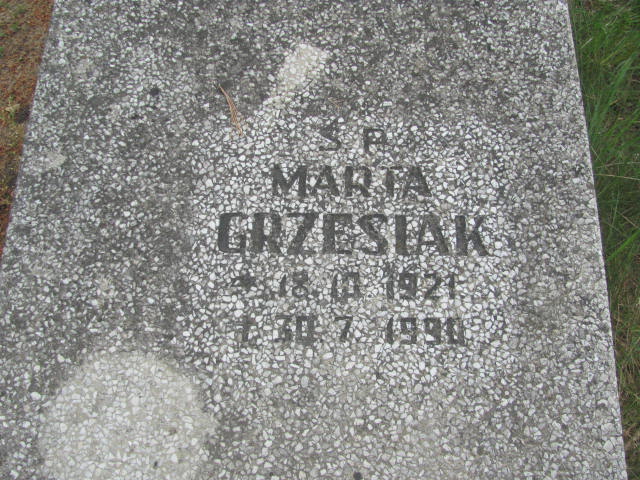 Ś P
MARTA
GRZESIAK
* 18.10.1921
† 30.7.1990